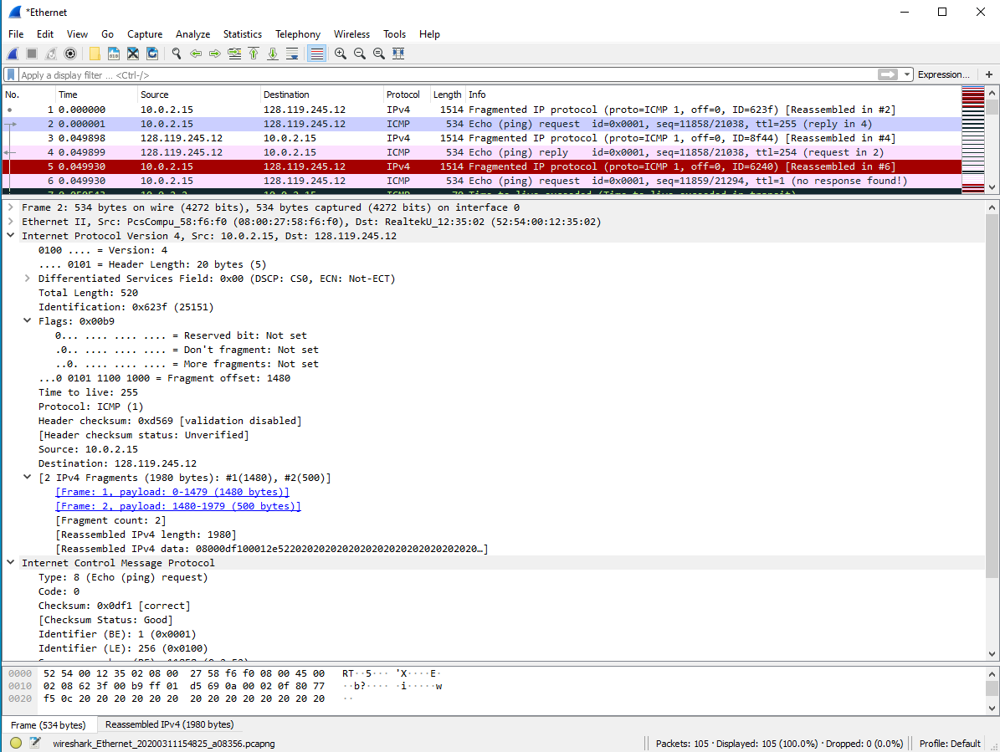 *Ethernet
File Edit View Go Capture Analyze Statistics Telephony Wireless Tools Help
Apply a display filter ... <Ctrl-/> Expression... +
No. Time Source Destination Protocol Length Info
1 0.000000 10.0.2.15 128.119.245.12 IPv4 1514 Fragmented IP protocol (proto=ICMP 1, off=0, ID=623f) [Reassembled in #2]
2 0.000001 10.0.2.15 128.119.245.12 ICMP 534 Echo (ping) request id=0x0001, seq=11858/21038, ttl=255 (reply in 4)
3 0.049898 128.119.245.12 10.0.2.15 IPv4 1514 Fragmented IP protocol (proto=ICMP 1, off=0, ID=8f44) [Reassembled in #4]
4 0.049899 128.119.245.12 10.0.2.15 ICMP 534 Echo (ping) reply id=0x0001, seq=11858/21038, ttl=254 (request in 2)
5 0.049930 10.0.2.15 128.119.245.12 IPv4 1514 Fragmented IP protocol (proto=ICMP 1, off=0, ID=6240) [Reassembled in #6]
6 0.049930 10.0.2.15 128.119.245.12 ICMP 534 Echo (ping) request id=0x0001, seq=11859/21294, ttl=1 (no response found!)
Frame 2: 534 bytes on wire (4272 bits), 534 bytes captured (4272 bits) on interface 0
Ethernet II, Src: PcsCompu_58:f6:f0 (08:00:27:58:f6:f0), Dst: RealtekU_12:35:02 (52:54:00:12:35:02)
Internet Protocol Version 4, Src: 10.0.2.15, Dst: 128.119.245.12
0100 .... = Version: 4
.... 0101 = Header Length: 20 bytes (5)
Differentiated Services Field: 0x00 (DSCP: CS0, ECN: Not-ECT)
Total Length: 520
Identification: 0x623f (25151)
Flags: 0x00b9
0... .... .... .... = Reserved bit: Not set
.0.. .... .... .... = Don't fragment: Not set
..0. .... .... .... = More fragments: Not set
...0 0101 1100 1000 = Fragment offset: 1480
Time to live: 255
Protocol: ICMP (1)
Header checksum: 0xd569 [validation disabled]
[Header checksum status: Unverified]
Source: 10.0.2.15
Destination: 128.119.245.12
[2 IPv4 Fragments (1980 bytes): #1(1480), #2(500)]
[Frame: 1, payload: 0-1479 (1480 bytes)]
[Frame: 2, payload: 1480-1979 (500 bytes)]
[Fragment count: 2]
[Reassembled IPv4 length: 1980]
[Reassembled IPv4 data: 08000df100012e5220202020202020202020202020202020…]
Internet Control Message Protocol
Type: 8 (Echo (ping) request)
Code: 0
Checksum: 0x0df1 [correct]
[Checksum Status: Good]
Identifier (BE): 1 (0x0001)
Identifier (LE): 256 (0x0100)
0000 52 54 00 12 35 02 08 00 27 58 f6 f0 08 00 45 00 RT··5··· 'X····E·
0010 02 08 62 3f 00 b9 ff 01 d5 69 0a 00 02 0f 80 77 ··b?···· ·i·····w
0020 f5 0c 20 20 20 20 20 20 20 20 20 20 20 20 20 20 ··
Frame (534 bytes) Reassembled IPv4 (1980 bytes)
wireshark_Ethernet_20200311154825_a08356.pcapng Packets: 105 · Displayed: 105 (100.0%) · Dropped: 0 (0.0%) Profile: Default